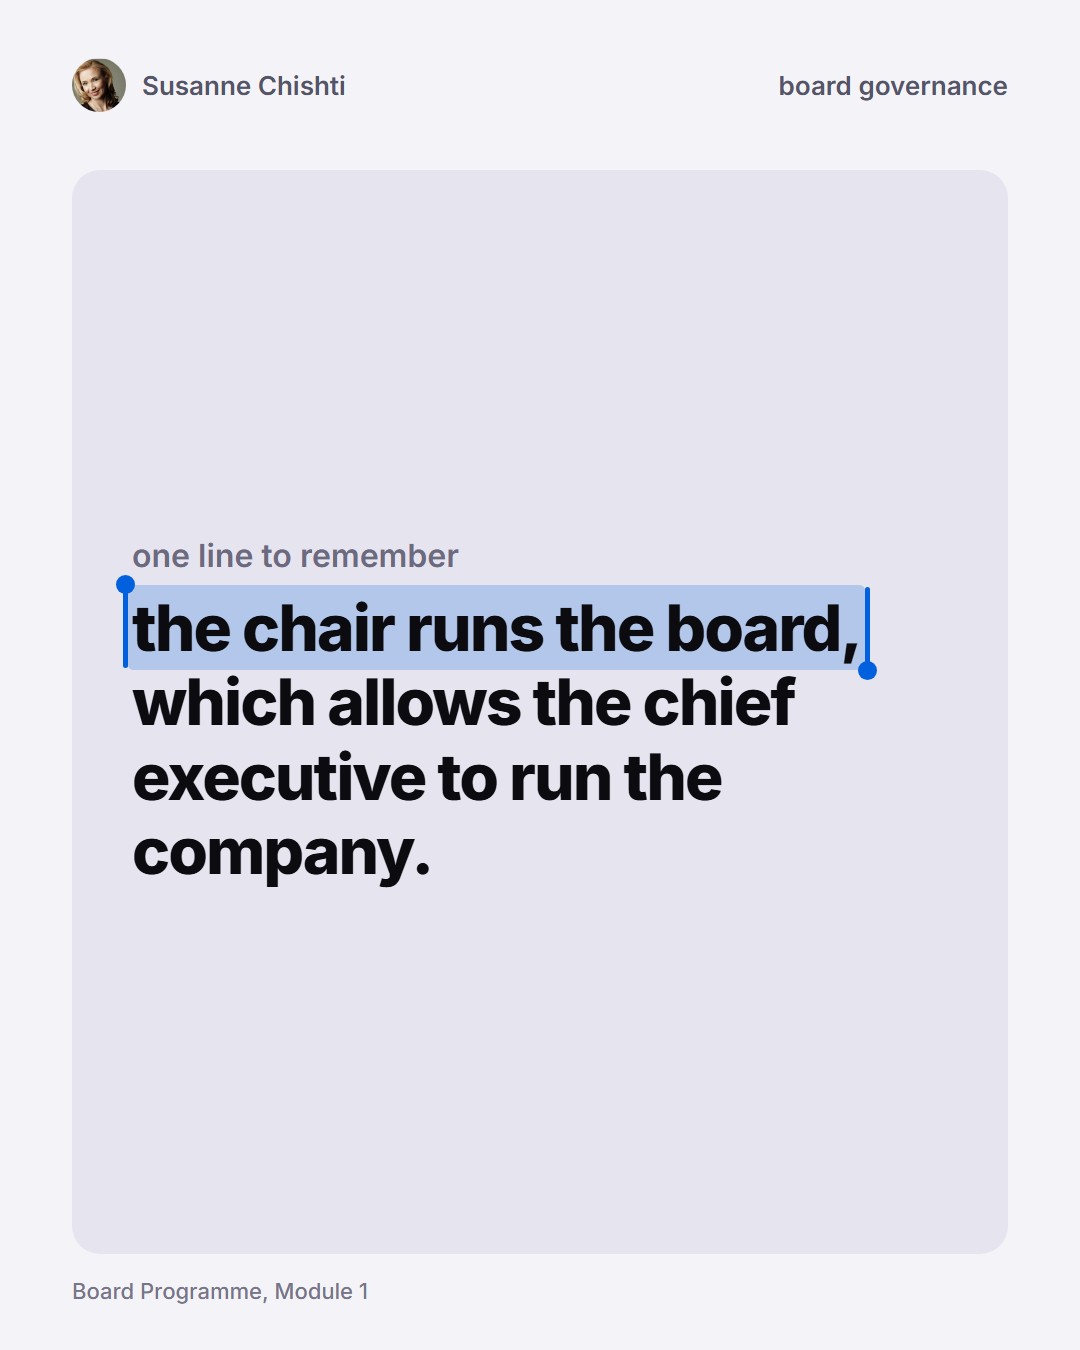 Susanne Chishti
board governance
one line to remember
the chair runs the board,
which allows the chief
executive to run the
company.
Board Programme, Module 1